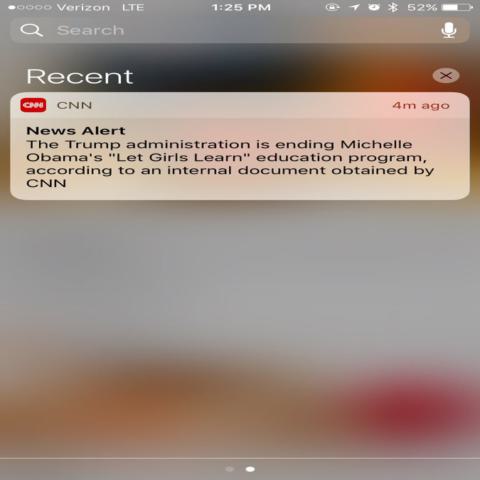 Verizon LTE 1:25 PM 52%
Search
Recent
CNN CNN 4m ago
News Alert
The Trump administration is ending Michelle
Obama's "Let Girls Learn" education program,
according to an internal document obtained by
CNN